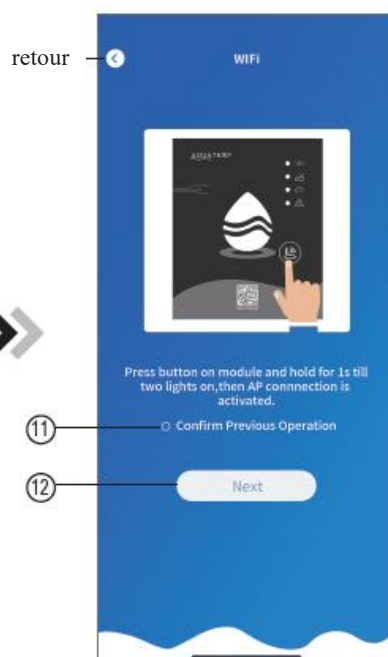 retour
WIFi
AQUATEMP
Press button on module and hold for 1s till
two lights on,then AP connnection is
activated.
⑪
Confirm Previous Operation
⑫
Next